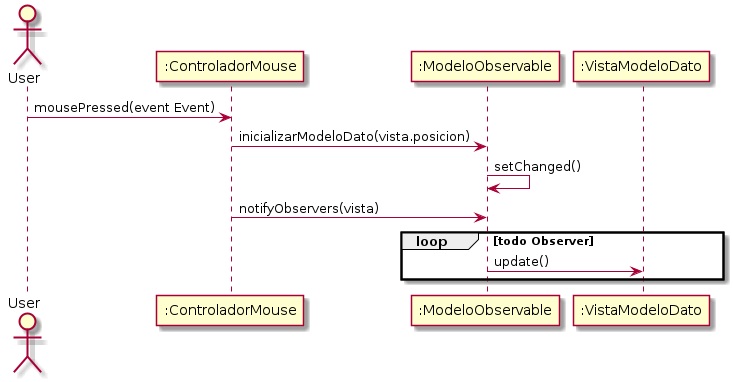 User
:ControladorMouse
:ModeloObservable
:VistaModeloDato
mousePressed(event Event)
inicializarModeloDato(vista.posicion)
setChanged()
notifyObservers(vista)
loop [todo Observer]
update()
User
:ControladorMouse
:ModeloObservable
:VistaModeloDato